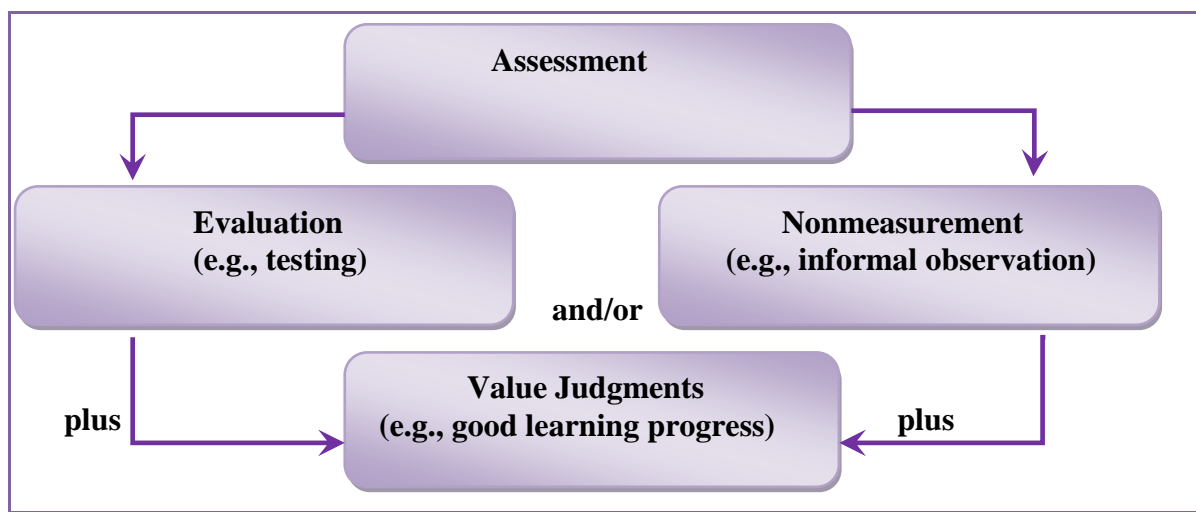 Assessment
Evaluation
(e.g., testing)
Nonmeasurement
(e.g., informal observation)
and/or
Value Judgments
(e.g., good learning progress)
plus
plus